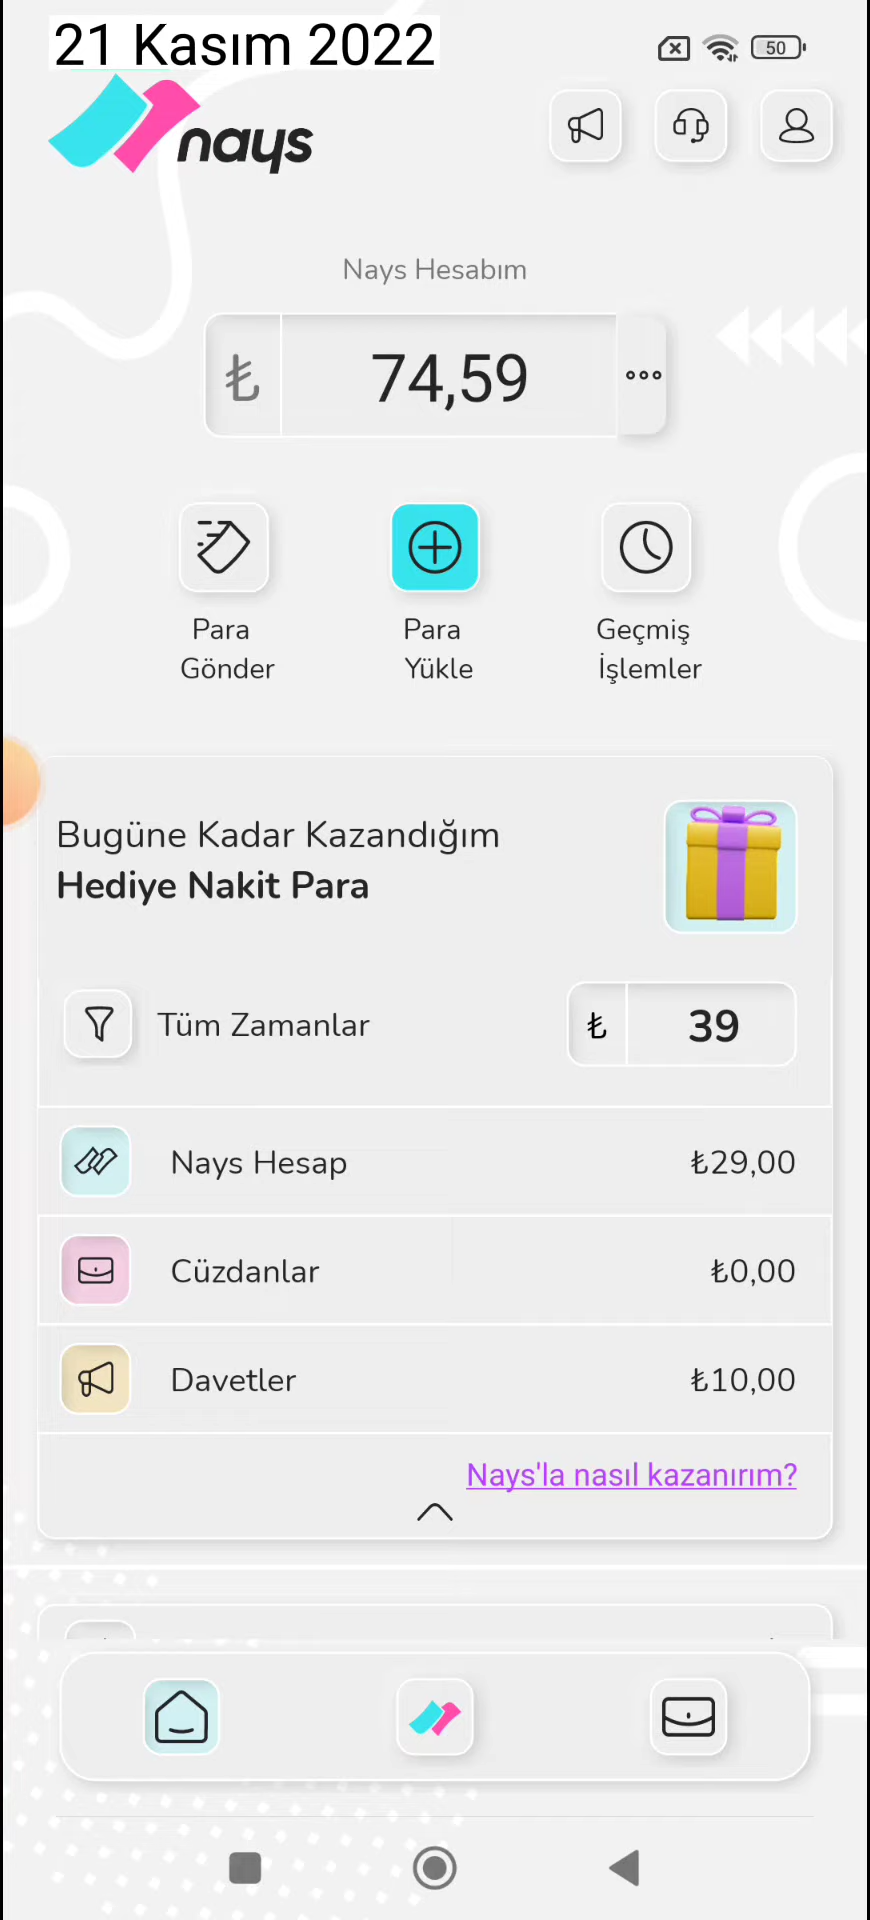 21 Kasım 2022
50
nays
Nays Hesabım
₺ 74,59
Para Gönder
Para Yükle
Geçmiş İşlemler
Bugüne Kadar Kazandığım
Hediye Nakit Para
Tüm Zamanlar ₺ 39
Nays Hesap ₺29,00
Cüzdanlar ₺0,00
Davetler ₺10,00
Nays'la nasıl kazanırım?